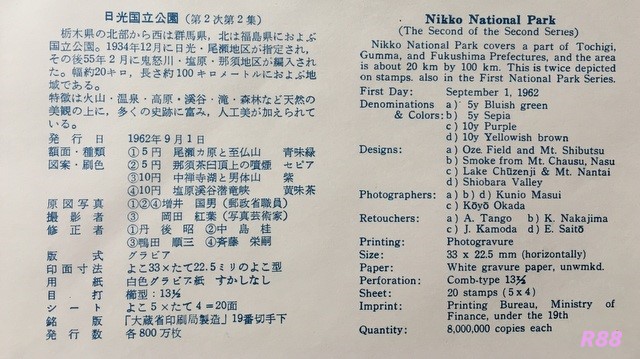 日光国立公園(第2次第2集)
栃木県の北部から西は群馬県,北は福島県におよぶ
国立公園。1934年12月に日光・尾瀬地区が指定され,
その後55年2月に鬼怒川・塩原・那須地区が編入され
た。幅約20キロ,長さ約100キロメートルにおよぶ地
域である。
特徴は火山・温泉・高原・溪谷・滝・森林など天然の
美観の上に,多くの史跡に富み,人工美が加えられて
いる。
発行日 1962年9月1日
額面・種類 ①5円 尾瀬カ原と至仏山 青味緑
図案・刷色 ②5円 那須茶臼頂上の噴煙 セピア
③10円 中禅寺湖と男体山 紫
④10円 塩原溪谷潜竜峡 黄味茶
原図写真 ①②④増井 国男(郵政省職員)
撮影者 ③ 岡田 紅葉(写真芸術家)
修正者 ①丹後昭 ②中島桂
③鴨田順三 ④斉藤栄嗣
版式 グラビア
印面寸法 よこ33×たて22.5ミリのよこ型
用紙 白色グラビア紙 すかしなし
目打 櫛型:13½
シート よこ5×たて4=20面
銘版 「大蔵省印刷局製造」19番切手下
発行数 各800万枚
Nikko National Park
(The Second of the Second Series)
Nikko National Park covers a part of Tochigi,
Gumma, and Fukushima Prefectures, and the area
is about 20 km by 100 km. This is twice depicted
on stamps. also in the First National Park Series.
First Day: September 1, 1962
Denominations a) 5y Bluish green
& Colors: b) 5y Sepia
c) 10y Purple
d) 10y Yellowish brown
Designs: a) Oze Field and Mt. Shibutsu
b) Smoke from Mt. Chausu, Nasu
c) Lake Chūzenji & Mt. Nantai
d) Shiobara Valley
Photographers: a) b) d) Kunio Masui
c) Kōyō Okada
Retouchers: a) A. Tango b) K. Nakajima
c) J. Kamoda d) E. Saitō
Printing: Photogravure
Size: 33 x 22.5 mm (horizontally)
Paper: White gravure paper, unwmkd.
Perforation: Comb-type 13½
Sheet: 20 stamps (5 x 4)
Imprint: Printing Bureau, Ministry of
Finance, under the 19th
Quantity: 8,000,000 copies each
R88